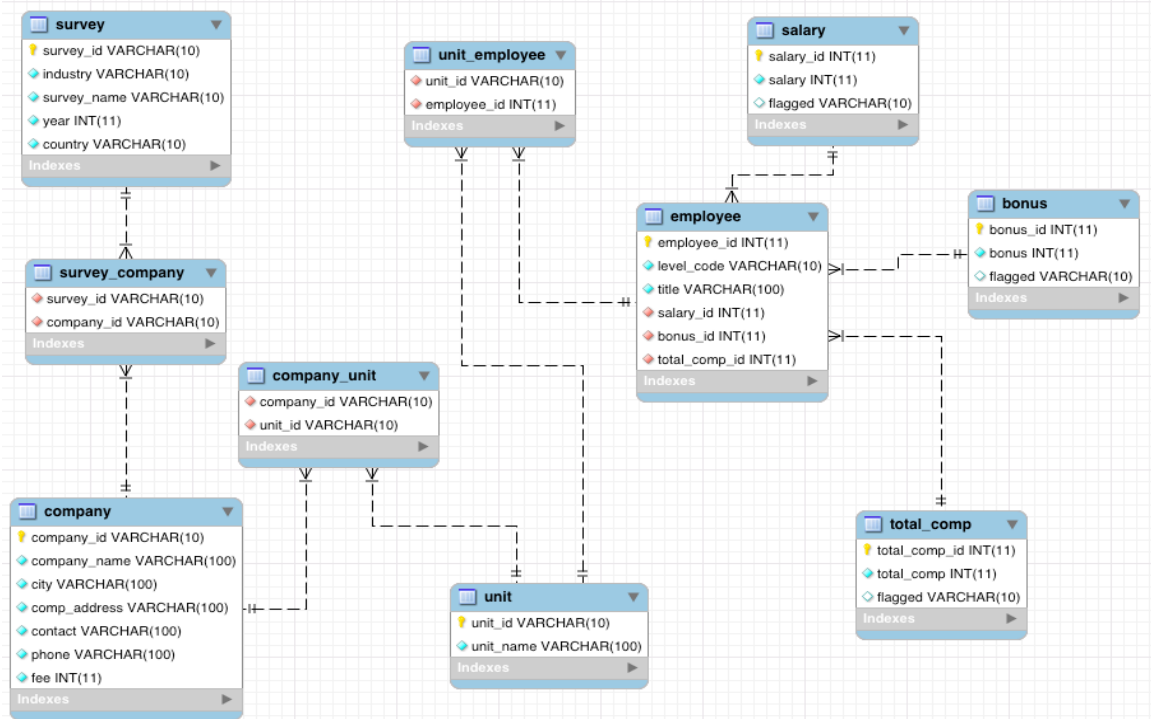 survey
survey_id VARCHAR(10)
industry VARCHAR(10)
survey_name VARCHAR(10)
year INT(11)
country VARCHAR(10)
Indexes
unit_employee
unit_id VARCHAR(10)
employee_id INT(11)
Indexes
salary
salary_id INT(11)
salary INT(11)
flagged VARCHAR(10)
Indexes
employee
employee_id INT(11)
level_code VARCHAR(10)
title VARCHAR(100)
salary_id INT(11)
bonus_id INT(11)
total_comp_id INT(11)
Indexes
bonus
bonus_id INT(11)
bonus INT(11)
flagged VARCHAR(10)
Indexes
survey_company
survey_id VARCHAR(10)
company_id VARCHAR(10)
Indexes
company_unit
company_id VARCHAR(10)
unit_id VARCHAR(10)
Indexes
company
company_id VARCHAR(10)
company_name VARCHAR(100)
city VARCHAR(100)
comp_address VARCHAR(100)
contact VARCHAR(100)
phone VARCHAR(100)
fee INT(11)
Indexes
unit
unit_id VARCHAR(10)
unit_name VARCHAR(100)
Indexes
total_comp
total_comp_id INT(11)
total_comp INT(11)
flagged VARCHAR(10)
Indexes